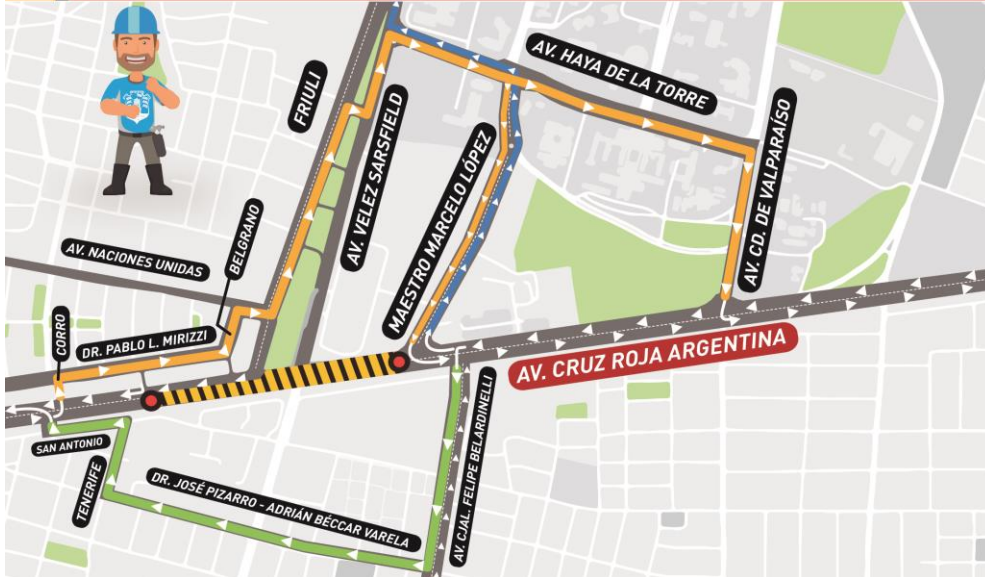 FRIULI
AV. HAYA DE LA TORRE
AV. VELEZ SARSFIELD
MAESTRO MARCELO LÓPEZ
AV. CD. DE VALPARAÍSO
BELGRANO
AV. NACIONES UNIDAS
CORRO
DR. PABLO L. MIRIZZI
AV. CRUZ ROJA ARGENTINA
SAN ANTONIO
TENERIFE
DR. JOSÉ PIZARRO - ADRIÁN BÉCCAR VARELA
AV. CJAL. FELIPE BELARDINELLI